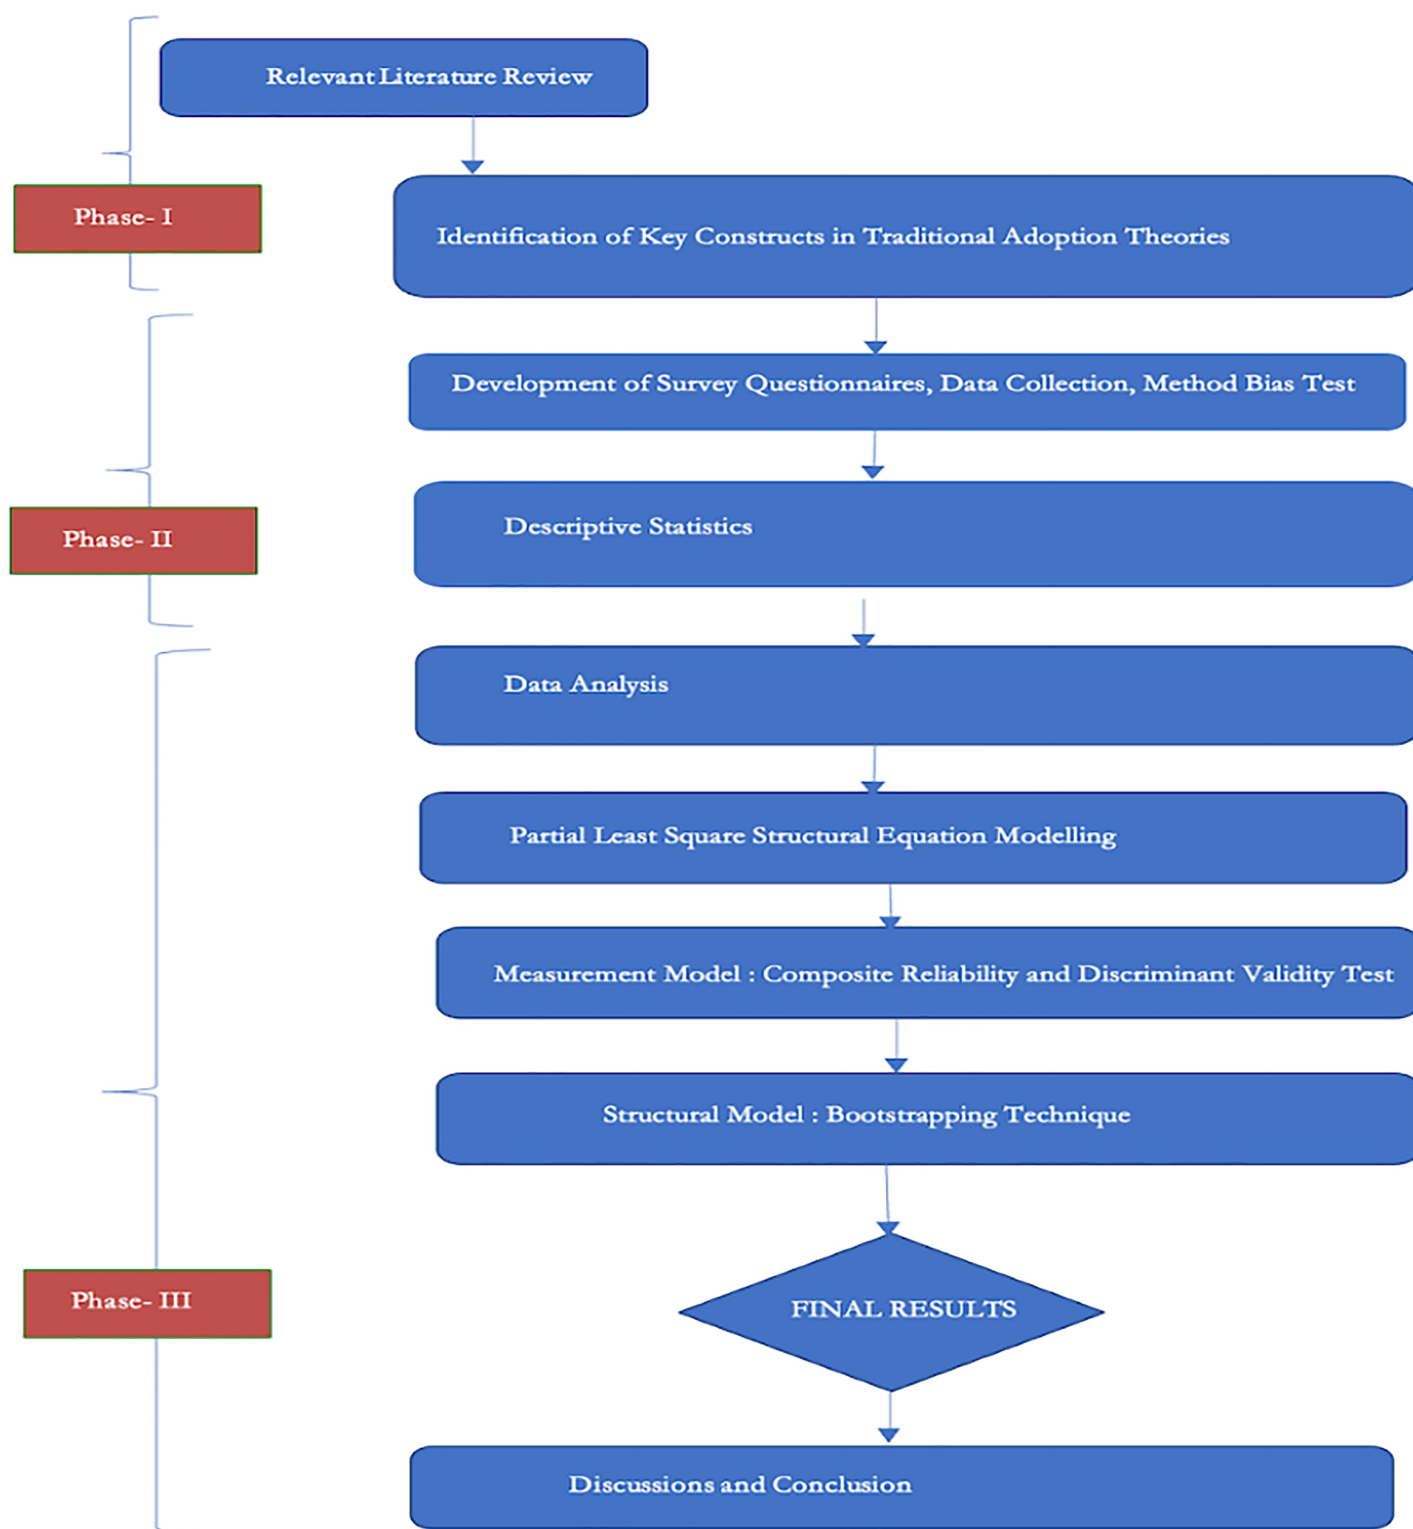 Relevant Literature Review
Phase- I
Identification of Key Constructs in Traditional Adoption Theories
Development of Survey Questionnaires, Data Collection, Method Bias Test
Descriptive Statistics
Phase- II
Data Analysis
Partial Least Square Structural Equation Modelling
Measurement Model : Composite Reliability and Discriminant Validity Test
Structural Model : Bootstrapping Technique
Phase- III
FINAL RESULTS
Discussions and Conclusion